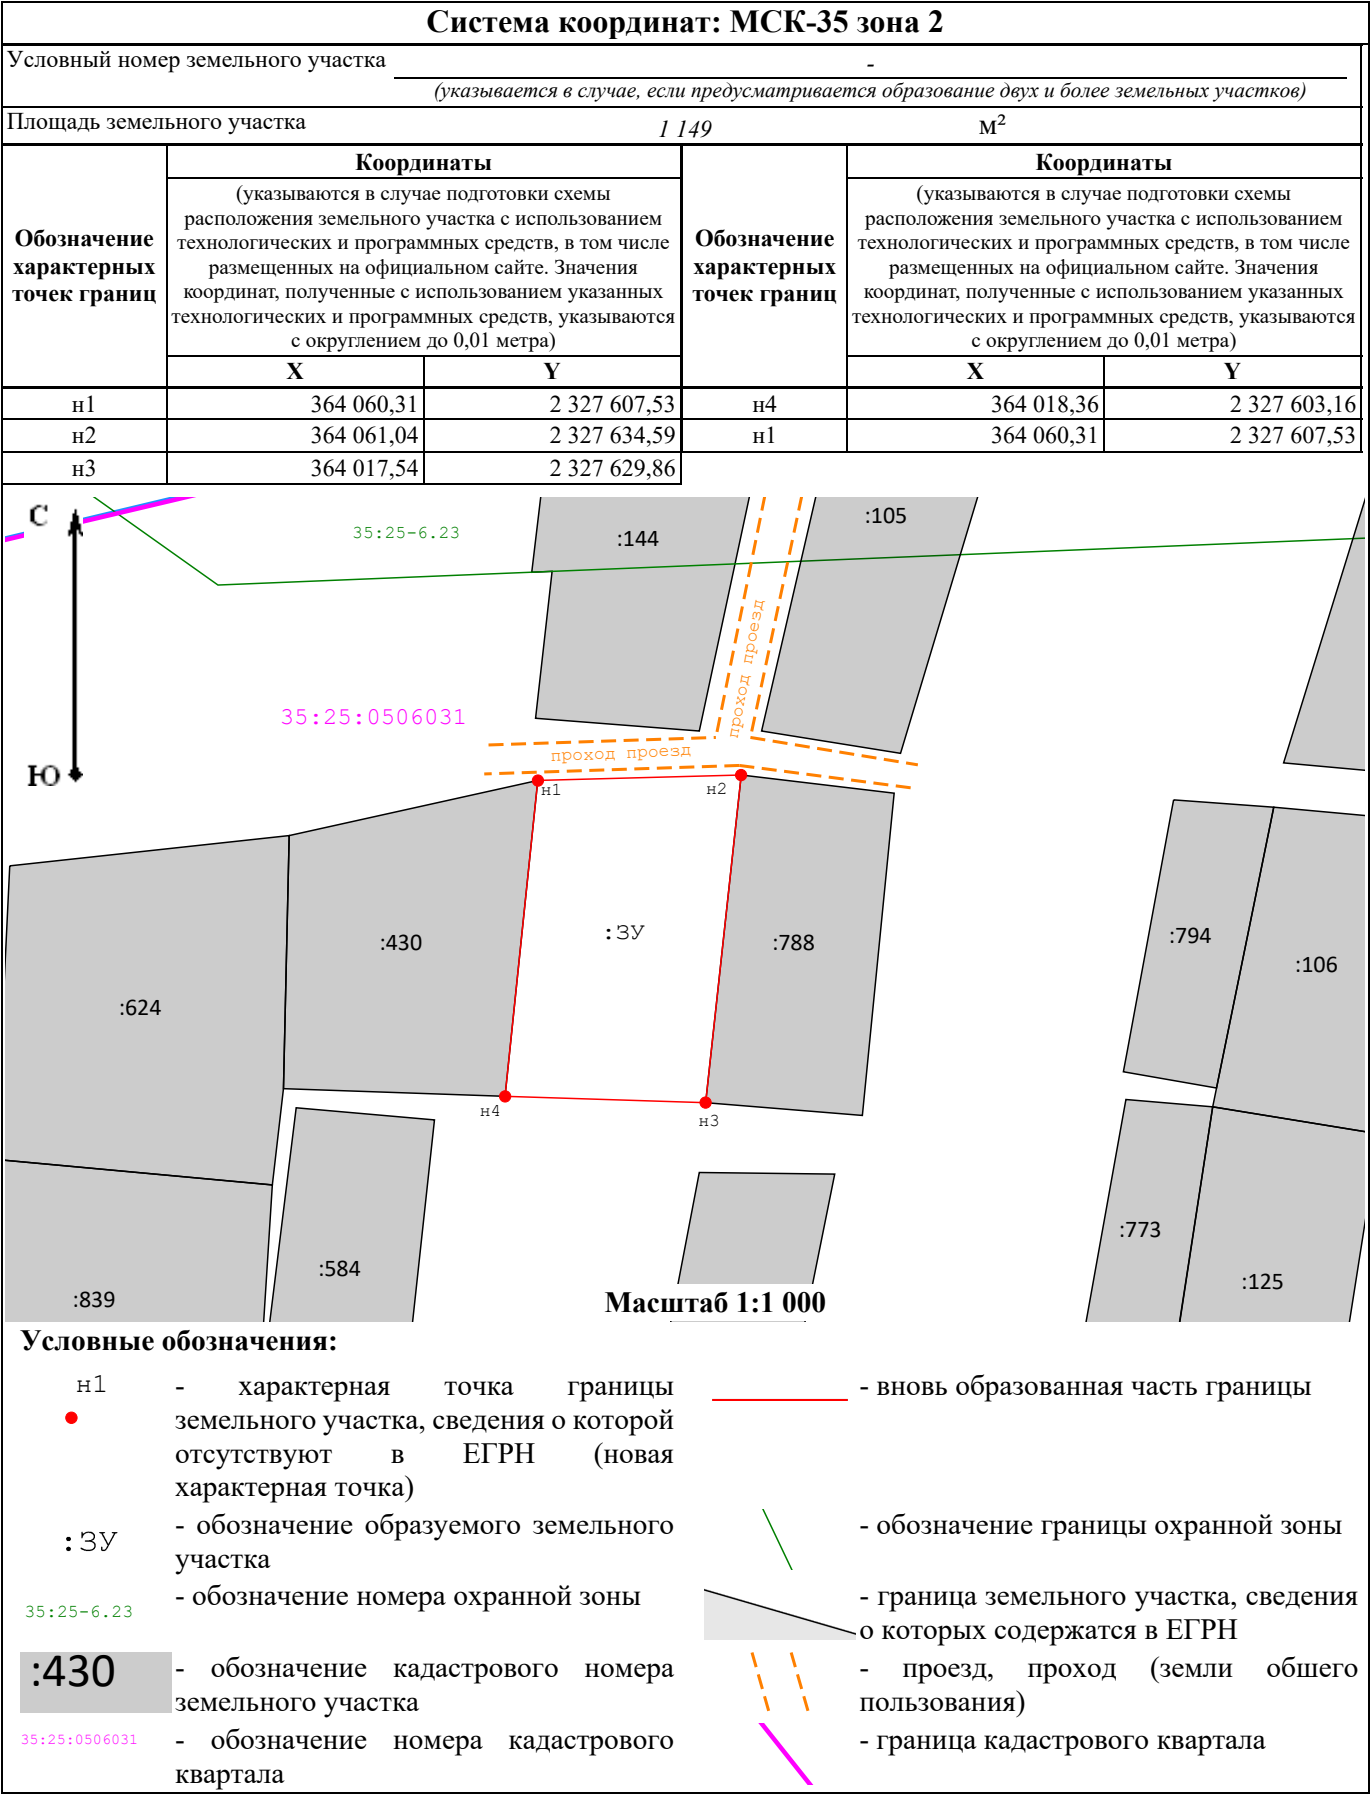 Система координат: МСК-35 зона 2
Условный номер земельного участка -
(указывается в случае, если предусматривается образование двух и более земельных участков)
Площадь земельного участка 1 149 м²
Обозначение характерных точек границ
Координаты
(указываются в случае подготовки схемы
расположения земельного участка с использованием
технологических и программных средств, в том числе
размещенных на официальном сайте. Значения
координат, полученные с использованием указанных
технологических и программных средств, указываются
с округлением до 0,01 метра)
X Y
Обозначение характерных точек границ
Координаты
(указываются в случае подготовки схемы
расположения земельного участка с использованием
технологических и программных средств, в том числе
размещенных на официальном сайте. Значения
координат, полученные с использованием указанных
технологических и программных средств, указываются
с округлением до 0,01 метра)
X Y
н1 364 060,31 2 327 607,53 н4 364 018,36 2 327 603,16
н2 364 061,04 2 327 634,59 н1 364 060,31 2 327 607,53
н3 364 017,54 2 327 629,86
С
35:25-6.23
:144
:105
проход проезд
35:25:0506031
проход проезд
Ю
н1
н2
:430
:ЗУ
:788
:794
:106
:624
н4
н3
:584
:773
:125
:839
Масштаб 1:1 000
Условные обозначения:
н1
- характерная точка границы
земельного участка, сведения о которой
отсутствуют в ЕГРН (новая
характерная точка)
- вновь образованная часть границы
:ЗУ
- обозначение образуемого земельного
участка
- обозначение границы охранной зоны
35:25-6.23
- обозначение номера охранной зоны
- граница земельного участка, сведения
о которых содержатся в ЕГРН
:430
- обозначение кадастрового номера
земельного участка
- проезд, проход (земли обшего
пользования)
35:25:0506031
- обозначение номера кадастрового
квартала
- граница кадастрового квартала